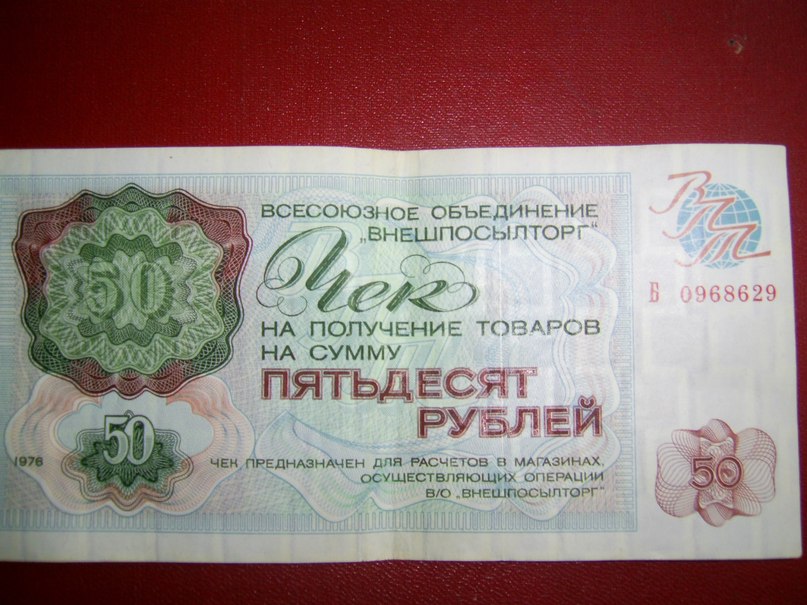 50
ВСЕСОЮЗНОЕ ОБЪЕДИНЕНИЕ
„ВНЕШПОСЫЛТОРГ“
Чек
НА ПОЛУЧЕНИЕ ТОВАРОВ
НА СУММУ
ПЯТЬДЕСЯТ
РУБЛЕЙ
ВПТ
Б 0968629
50
1976
ЧЕК ПРЕДНАЗНАЧЕН ДЛЯ РАСЧЕТОВ В МАГАЗИНАХ,
ОСУЩЕСТВЛЯЮЩИХ ОПЕРАЦИИ
В/О „ВНЕШПОСЫЛТОРГ“
50